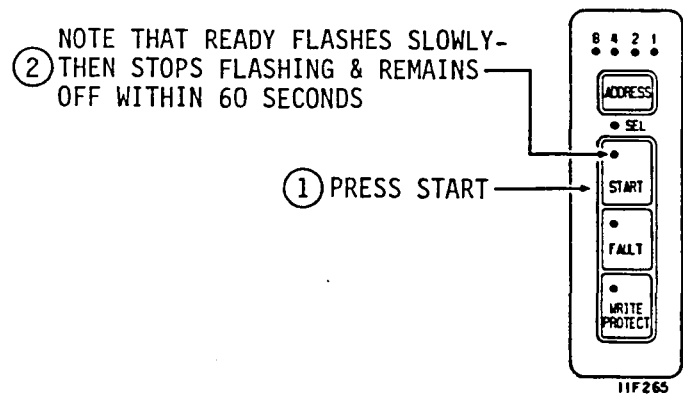 NOTE THAT READY FLASHES SLOWLY-
② THEN STOPS FLASHING & REMAINS
OFF WITHIN 60 SECONDS
① PRESS START
8 4 2 1
ADDRESS
SEL
START
FAULT
WRITE
PROTECT
11F265